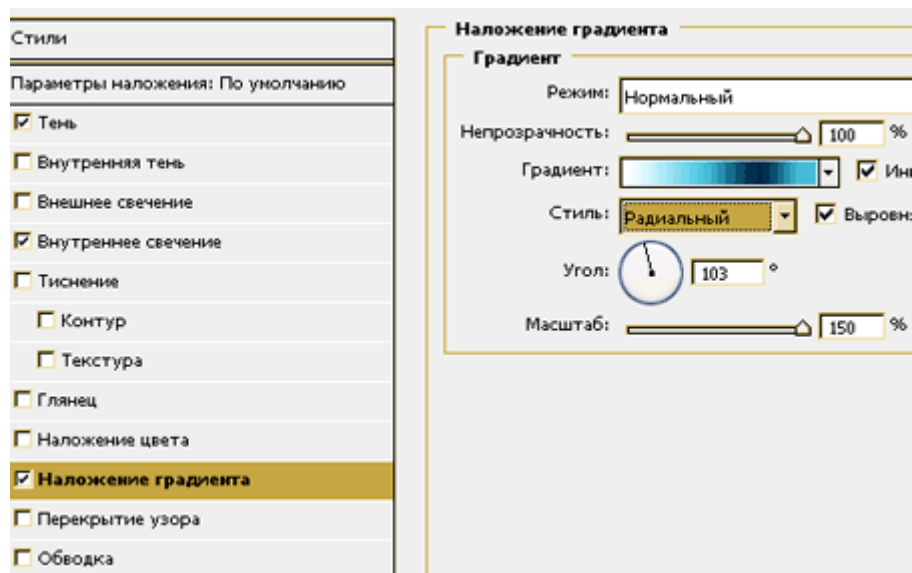 Стили
Параметры наложения: По умолчанию
Тень
Внутренняя тень
Внешнее свечение
Внутреннее свечение
Тиснение
Контур
Текстура
Глянец
Наложение цвета
Наложение градиента
Перекрытие узора
Обводка
Наложение градиента
Градиент
Режим: Нормальный
Непрозрачность: 100 %
Градиент:
Стиль: Радиальный
Угол: 103 °
Масштаб: 150 %